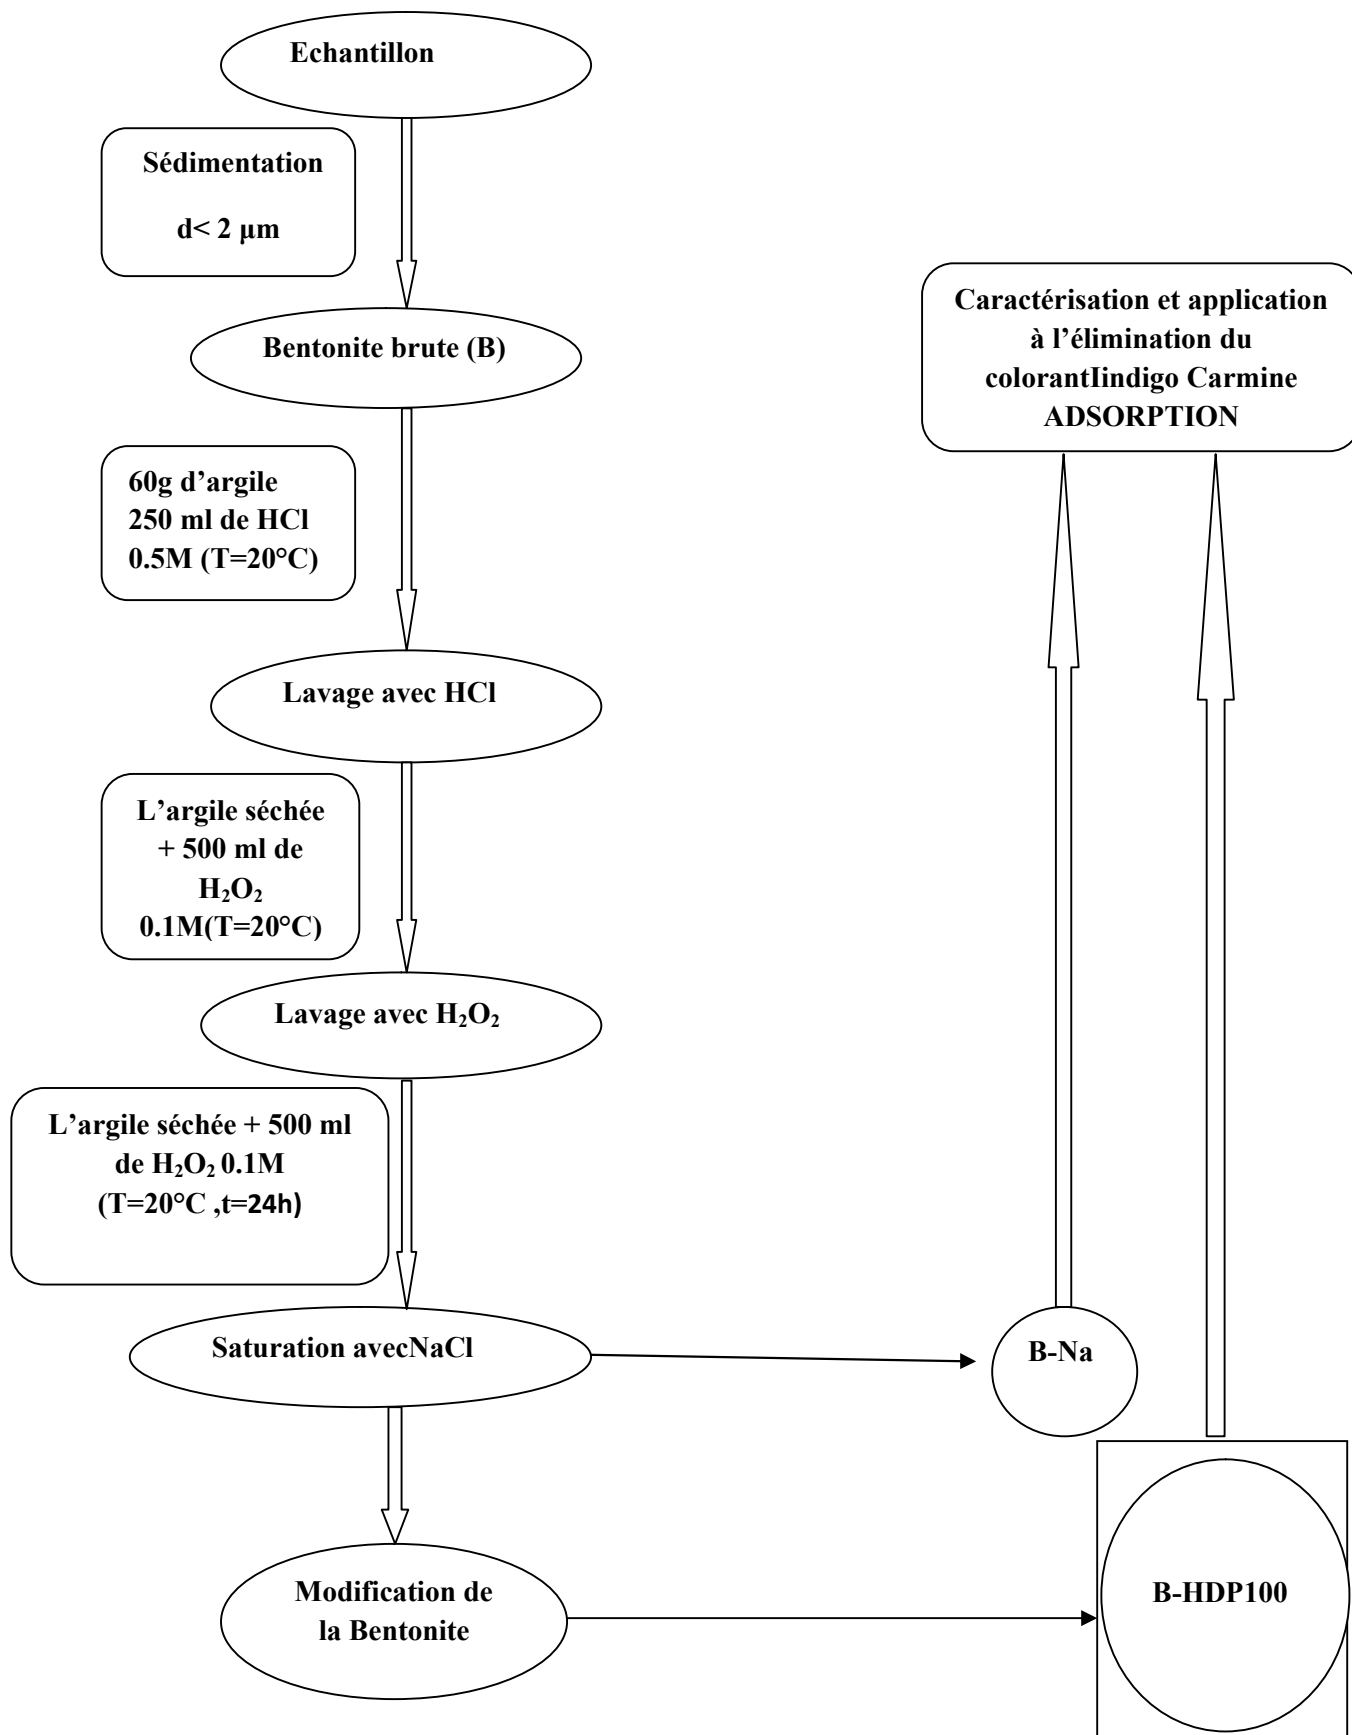 Echantillon
Sédimentation
d< 2 µm
Bentonite brute (B)
60g d’argile
250 ml de HCl
0.5M (T=20°C)
Lavage avec HCl
L’argile séchée
+ 500 ml de
H₂O₂
0.1M(T=20°C)
Lavage avec H₂O₂
L’argile séchée + 500 ml
de H₂O₂ 0.1M
(T=20°C ,t=24h)
Saturation avecNaCl
Modification de
la Bentonite
Caractérisation et application
à l’élimination du
colorantIindigo Carmine
ADSORPTION
B-Na
B-HDP100